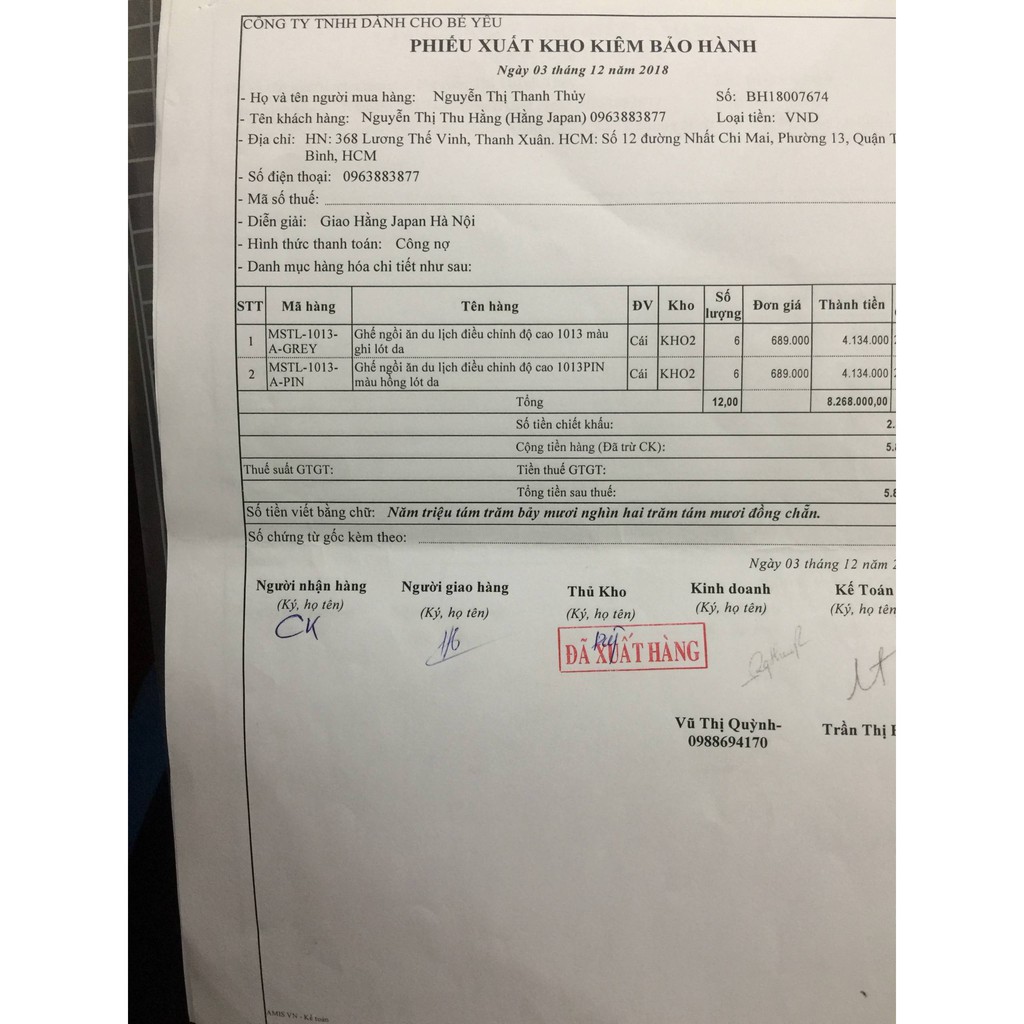 CÔNG TY TNHH DÀNH CHO BÉ YÊU
PHIẾU XUẤT KHO KIÊM BẢO HÀNH
Ngày 03 tháng 12 năm 2018
- Họ và tên người mua hàng: Nguyễn Thị Thanh Thủy Số: BH18007674
- Tên khách hàng: Nguyễn Thị Thu Hằng (Hằng Japan) 0963883877 Loại tiền: VND
- Địa chỉ: HN: 368 Lương Thế Vinh, Thanh Xuân. HCM: Số 12 đường Nhất Chi Mai, Phường 13, Quận T
Bình, HCM
- Số điện thoại: 0963883877
- Mã số thuế:
- Diễn giải: Giao Hằng Japan Hà Nội
- Hình thức thanh toán: Công nợ
- Danh mục hàng hóa chi tiết như sau:
STT Mã hàng Tên hàng ĐV Kho Số lượng Đơn giá Thành tiền
1 MSTL-1013-A-GREY Ghế ngồi ăn du lịch điều chỉnh độ cao 1013 màu ghi lót da Cái KHO2 6 689.000 4.134.000
2 MSTL-1013-A-PIN Ghế ngồi ăn du lịch điều chỉnh độ cao 1013PIN màu hồng lót da Cái KHO2 6 689.000 4.134.000
Tổng 12,00 8.268.000,00
Số tiền chiết khấu: 2.
Cộng tiền hàng (Đã trừ CK): 5.
Thuế suất GTGT: Tiền thuế GTGT:
Tổng tiền sau thuế: 5.8
Số tiền viết bằng chữ: Năm triệu tám trăm bảy mươi nghìn hai trăm tám mươi đồng chẵn.
Số chứng từ gốc kèm theo:
Ngày 03 tháng 12 năm 2
Người nhận hàng Người giao hàng Thủ Kho Kinh doanh Kế Toán
(Ký, họ tên) (Ký, họ tên) (Ký, họ tên) (Ký, họ tên) (Ký, họ tên
CK
ĐÃ XUẤT HÀNG
Vũ Thị Quỳnh- Trần Thị
0988694170
AMIS.VN - Kế toán